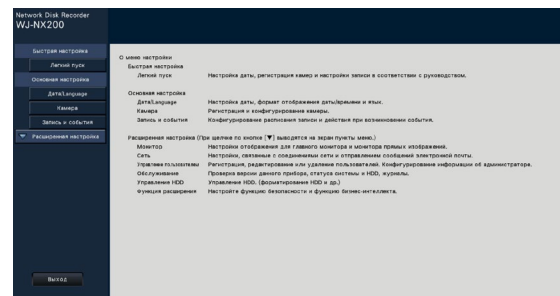 Network Disk Recorder
WJ-NX200
Быстрая настройка
Легкий пуск
Основная настройка
Дата/Language
Камера
Запись и события
Расширенная настройка
Выход
О меню настройки
Быстрая настройка
Легкий пуск Настройка даты, регистрация камер и настройки записи в соответствии с руководством.
Основная настройка
Дата/Language Настройка даты, формат отображения даты/времени и язык.
Камера Регистрация и конфигурирование камеры.
Запись и события Конфигурирование расписания записи и действия при возникновении события.
Расширенная настройка (При щелчке по кнопке [▼] выводятся на экран пункты меню.)
Монитор Настройки отображения для главного монитора и монитора прямых изображений.
Сеть Настройки, связанные с соединениями сети и отправлением сообщений электронной почты.
Управление пользователями Регистрация, редактирование или удаление пользователей. Конфигурирование информации об администраторе.
Обслуживание Проверка версии данного прибора, статуса системы и HDD, журналы.
Управление HDD Управление HDD. (форматирование HDD и др.)
Функция расширения Настройте функцию безопасности и функцию бизнес-интеллекта.